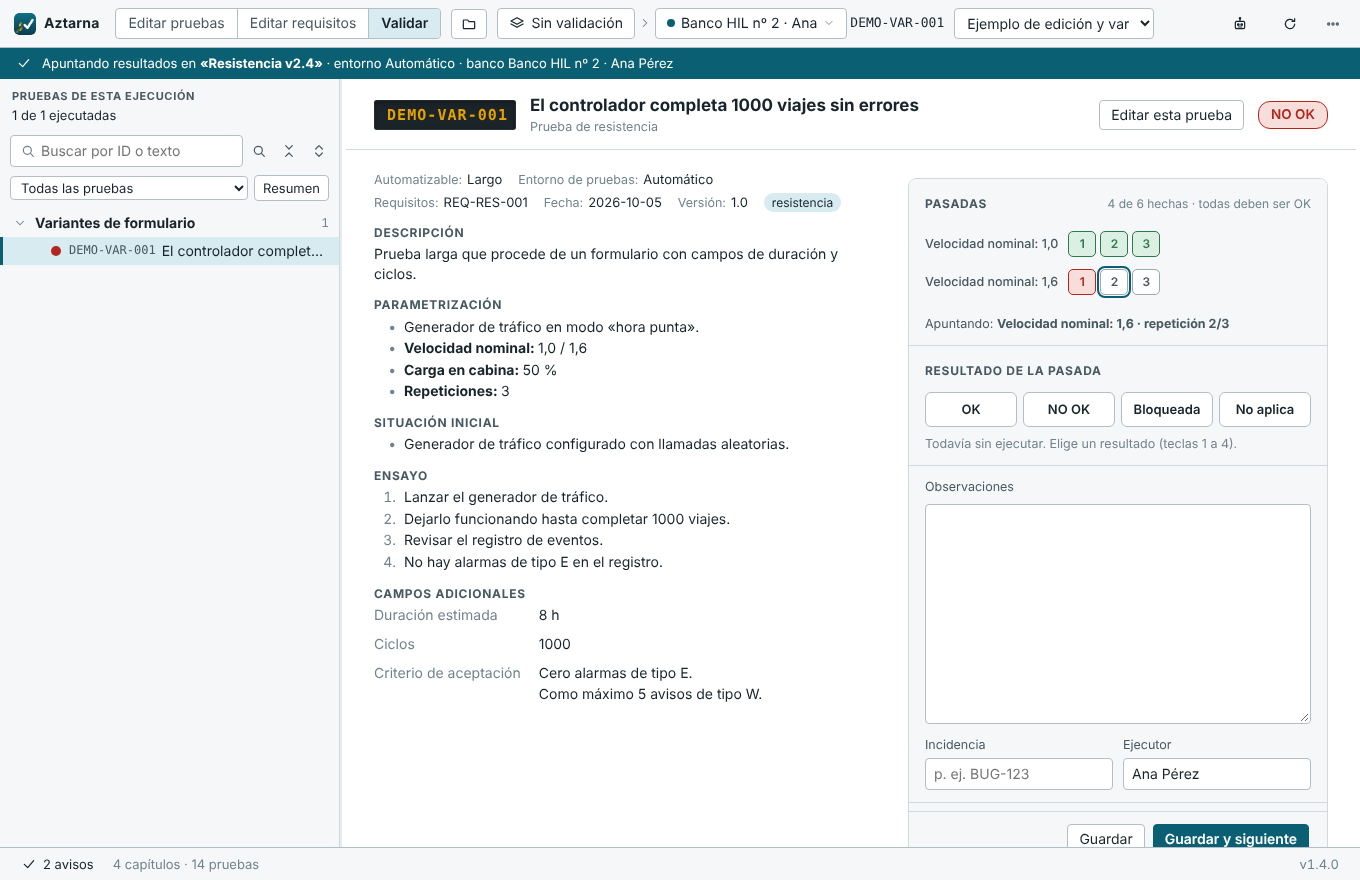 Aztarna
Editar pruebas
Editar requisitos
Validar
Sin validación
Banco HIL nº 2 · Ana
DEMO-VAR-001
Ejemplo de edición y var
Apuntando resultados en «Resistencia v2.4» · entorno Automático · banco Banco HIL nº 2 · Ana Pérez
PRUEBAS DE ESTA EJECUCIÓN
1 de 1 ejecutadas
Buscar por ID o texto
Todas las pruebas
Resumen
Variantes de formulario 1
DEMO-VAR-001 El controlador complet...
DEMO-VAR-001
El controlador completa 1000 viajes sin errores
Prueba de resistencia
Editar esta prueba
NO OK
Automatizable: Largo Entorno de pruebas: Automático
Requisitos: REQ-RES-001 Fecha: 2026-10-05 Versión: 1.0 resistencia
DESCRIPCIÓN
Prueba larga que procede de un formulario con campos de duración y
ciclos.
PARAMETRIZACIÓN
• Generador de tráfico en modo «hora punta».
• Velocidad nominal: 1,0 / 1,6
• Carga en cabina: 50 %
• Repeticiones: 3
SITUACIÓN INICIAL
• Generador de tráfico configurado con llamadas aleatorias.
ENSAYO
1. Lanzar el generador de tráfico.
2. Dejarlo funcionando hasta completar 1000 viajes.
3. Revisar el registro de eventos.
4. No hay alarmas de tipo E en el registro.
CAMPOS ADICIONALES
Duración estimada 8 h
Ciclos 1000
Criterio de aceptación Cero alarmas de tipo E.
Como máximo 5 avisos de tipo W.
PASADAS 4 de 6 hechas · todas deben ser OK
Velocidad nominal: 1,0 1 2 3
Velocidad nominal: 1,6 1 2 3
Apuntando: Velocidad nominal: 1,6 · repetición 2/3
RESULTADO DE LA PASADA
OK
NO OK
Bloqueada
No aplica
Todavía sin ejecutar. Elige un resultado (teclas 1 a 4).
Observaciones
Incidencia
Ejecutor
p. ej. BUG-123
Ana Pérez
Guardar
Guardar y siguiente
2 avisos
4 capítulos · 14 pruebas
v1.4.0